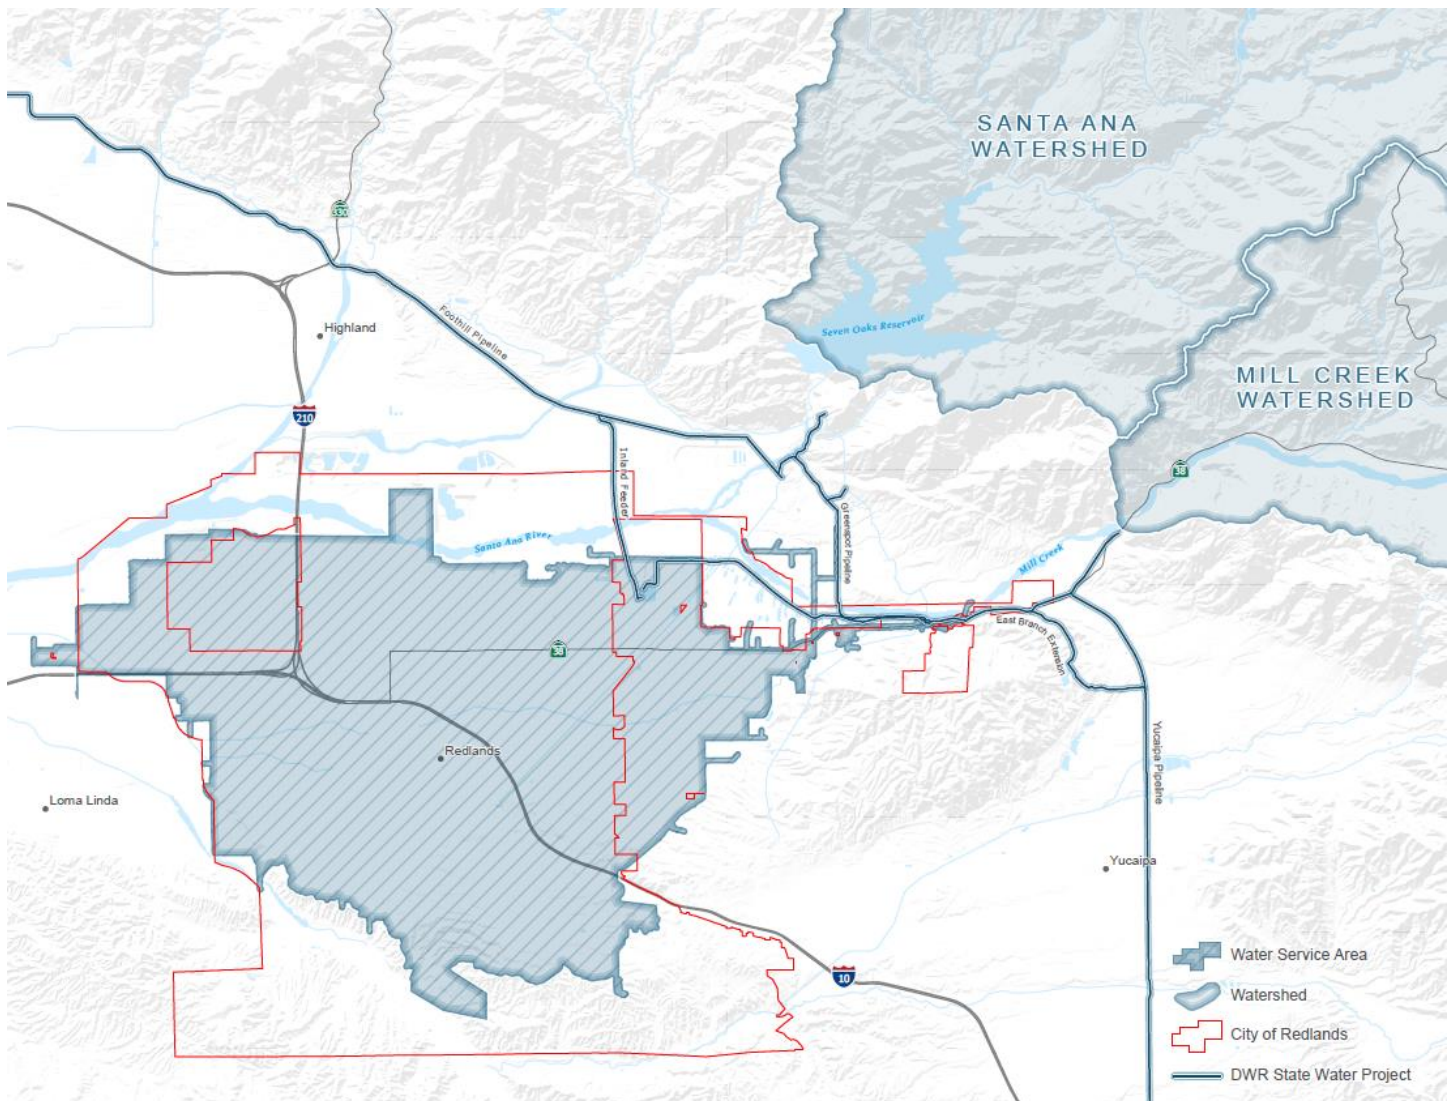 SANTA ANA
WATERSHED
330
Foothill Pipeline
Seven Oaks Reservoir
Highland
MILL CREEK
WATERSHED
210
38
Inland Feeder
Greenspot Pipeline
Santa Ana River
Mill Creek
East Branch Extension
38
Redlands
Yucaipa Pipeline
Loma Linda
Yucaipa
10
Water Service Area
Watershed
City of Redlands
DWR State Water Project